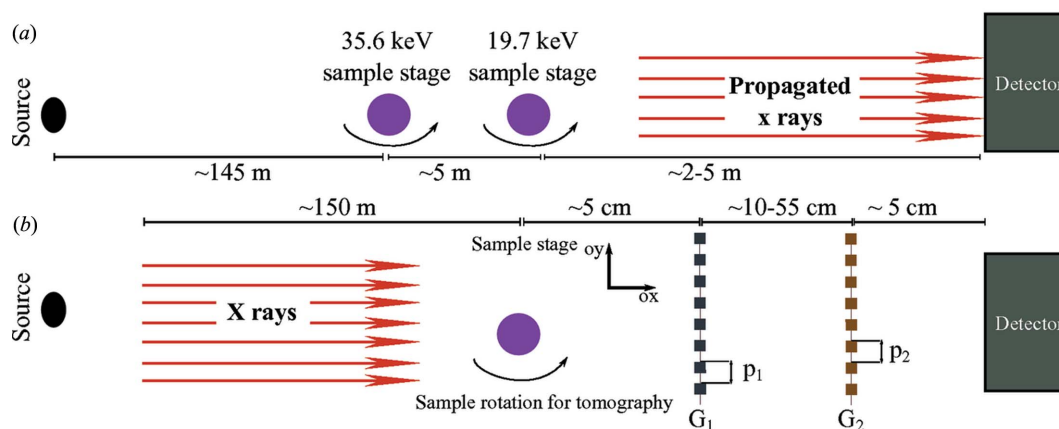 (a)
35.6 keV
sample stage
19.7 keV
sample stage
Source
Propagated
x rays
Detector
~145 m
~5 m
~2-5 m
(b)
~150 m
~5 cm
~10-55 cm
~ 5 cm
Source
X rays
Sample stage
oy
ox
Detector
p1
p2
Sample rotation for tomography
G1
G2